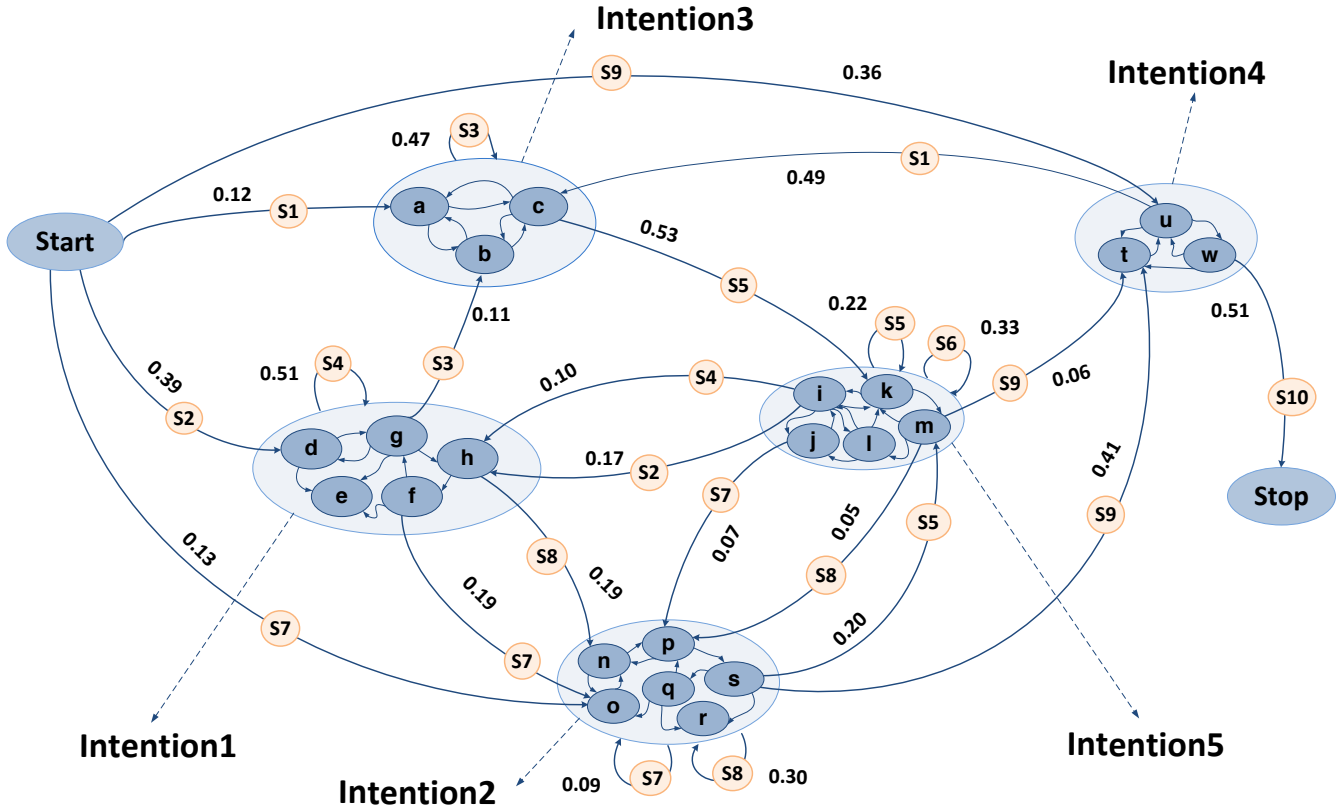 Intention3
S9
0.36
Intention4
0.47
S3
S1
0.49
0.12
S1
a
c
b
u
t
w
Start
0.53
S5
0.51
S10
Stop
0.11
S3
0.22
S5
0.33
S6
0.39
S2
0.51
S4
0.10
S4
S9
0.06
i
k
j
l
m
d
g
h
e
f
0.17
S2
S7
0.07
0.05
S8
S5
0.41
S9
0.13
S7
S8
0.19
0.19
S7
0.20
n
p
o
q
s
r
Intention1
Intention2
Intention5
0.09
S7
S8
0.30